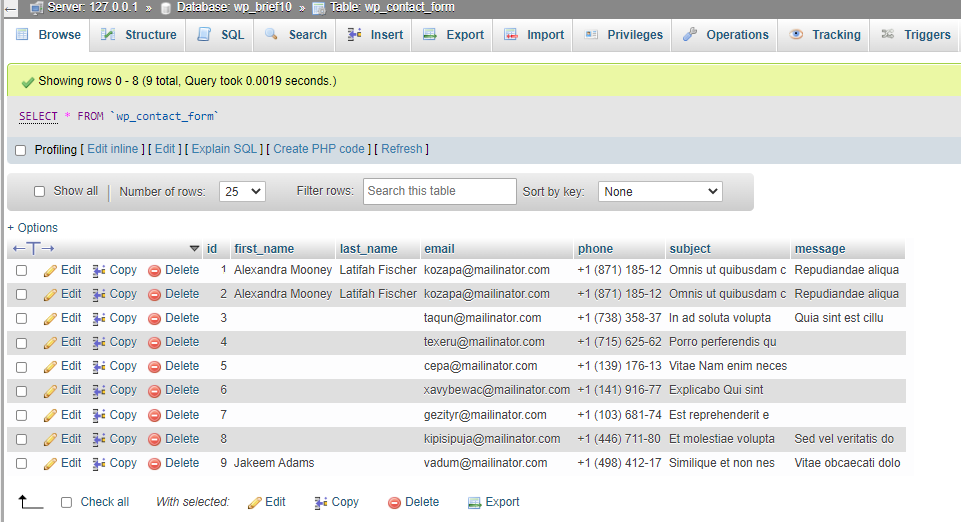 Server: 127.0.0.1 » Database: wp_brief10 » Table: wp_contact_form
Browse Structure SQL Search Insert Export Import Privileges Operations Tracking Triggers
Showing rows 0 - 8 (9 total, Query took 0.0019 seconds.)
SELECT * FROM `wp_contact_form`
Profiling [ Edit inline ] [ Edit ] [ Explain SQL ] [ Create PHP code ] [ Refresh ]
Show all Number of rows: 25 Filter rows: Search this table Sort by key: None
+ Options
←T→ id first_name last_name email phone subject message
Edit Copy Delete 1 Alexandra Mooney Latifah Fischer kozapa@mailinator.com +1 (871) 185-12 Omnis ut quibusdam c Repudiandae aliqua
Edit Copy Delete 2 Alexandra Mooney Latifah Fischer kozapa@mailinator.com +1 (871) 185-12 Omnis ut quibusdam c Repudiandae aliqua
Edit Copy Delete 3 taqun@mailinator.com +1 (738) 358-37 In ad soluta volupta Quia sint est cillu
Edit Copy Delete 4 texeru@mailinator.com +1 (715) 625-62 Porro perferendis qu
Edit Copy Delete 5 cepa@mailinator.com +1 (139) 176-13 Vitae Nam enim neces
Edit Copy Delete 6 xavybewac@mailinator.com +1 (141) 916-77 Explicabo Qui sint
Edit Copy Delete 7 gezityr@mailinator.com +1 (103) 681-74 Est reprehenderit e
Edit Copy Delete 8 kipisipuja@mailinator.com +1 (446) 711-80 Et molestiae volupta Sed vel veritatis do
Edit Copy Delete 9 Jakeem Adams vadum@mailinator.com +1 (498) 412-17 Similique et non nes Vitae obcaecati dolo
Check all With selected: Edit Copy Delete Export